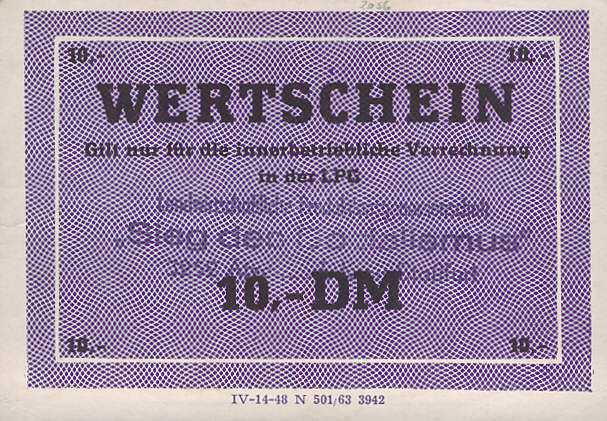 10,- 10,-
WERTSCHEIN
Gilt nur für die innerbetriebliche Verrechnung
in der LPG
„Sieg des Sozialismus“
10,-DM
10,- 10,-
IV-14-48 N 501/63 3942